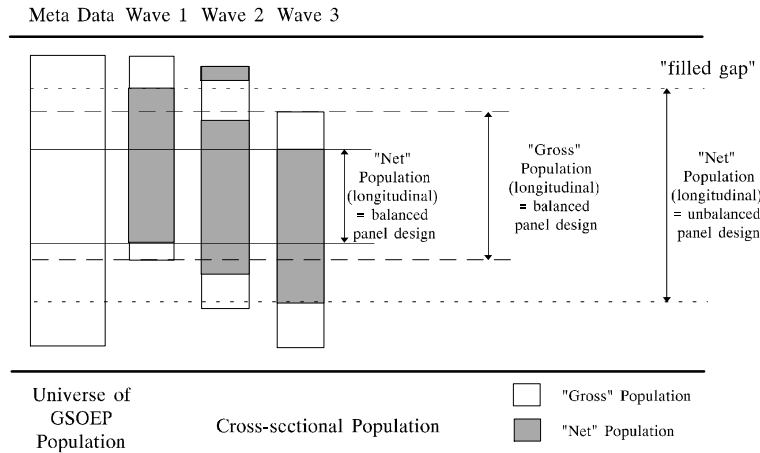 Meta Data Wave 1 Wave 2 Wave 3
"filled gap"
"Net"
Population
(longitudinal)
= balanced
panel design
"Gross"
Population
(longitudinal)
= balanced
panel design
"Net"
Population
(longitudinal)
= unbalanced
panel design
Universe of
GSOEP
Population
Cross-sectional Population
"Gross" Population
"Net" Population